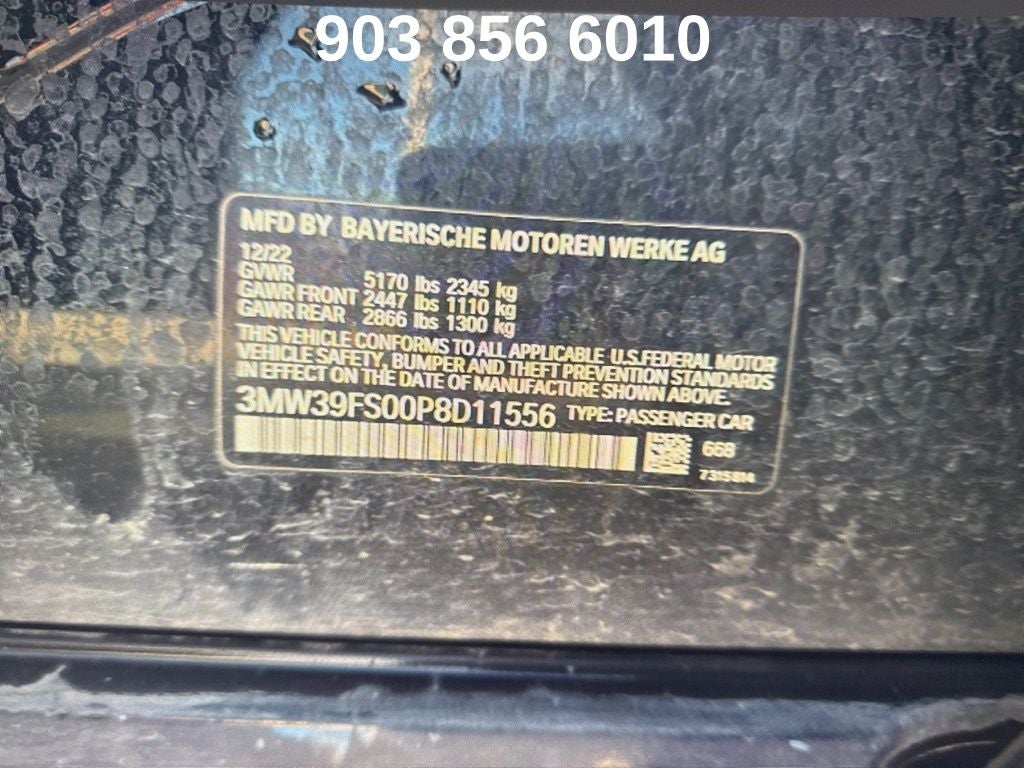 903 856 6010
MFD BY BAYERISCHE MOTOREN WERKE AG
12/22
GVWR 5170 lbs 2345 kg
GAWR FRONT 2447 lbs 1110 kg
GAWR REAR 2866 lbs 1300 kg
THIS VEHICLE CONFORMS TO ALL APPLICABLE U.S.FEDERAL MOTOR
VEHICLE SAFETY, BUMPER AND THEFT PREVENTION STANDARDS
IN EFFECT ON THE DATE OF MANUFACTURE SHOWN ABOVE.
3MW39FS00P8D11556 TYPE: PASSENGER CAR
668